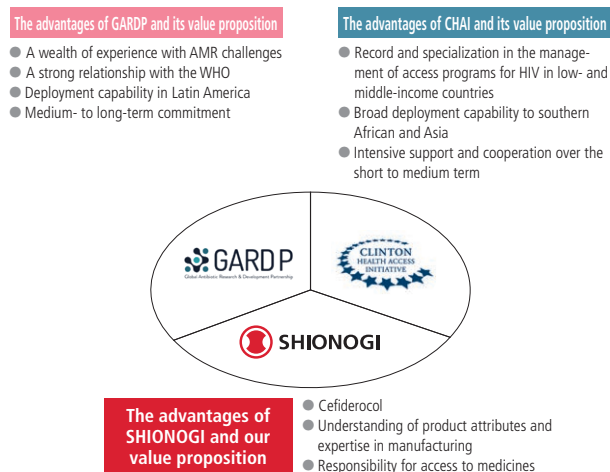 The advantages of GARDP and its value proposition
● A wealth of experience with AMR challenges
● A strong relationship with the WHO
● Deployment capability in Latin America
● Medium- to long-term commitment
The advantages of CHAI and its value proposition
● Record and specialization in the manage-
ment of access programs for HIV in low- and
middle-income countries
● Broad deployment capability to southern
African and Asia
● Intensive support and cooperation over the
short to medium term
GARDP
Global Antibiotic Research & Development Partnership
CLINTON
HEALTH ACCESS
INITIATIVE
SHIONOGI
The advantages of
SHIONOGI and our
value proposition
● Cefiderocol
● Understanding of product attributes and
expertise in manufacturing
● Responsibility for access to medicines